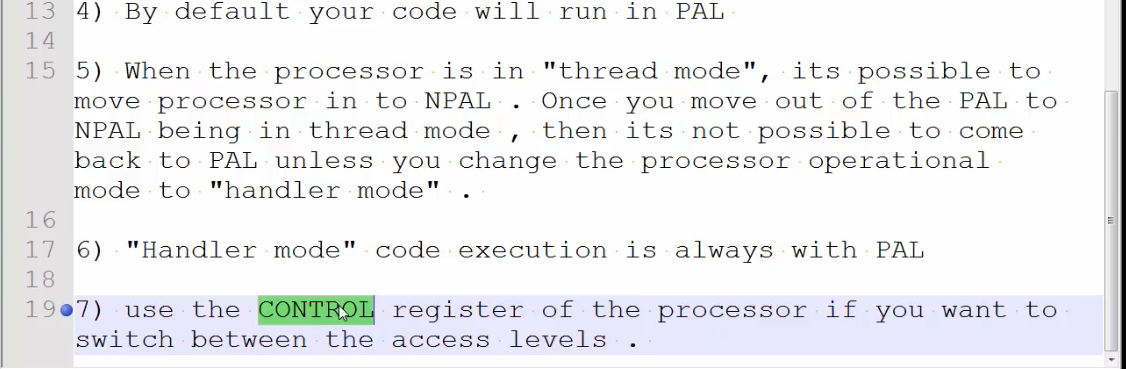 13 4) By default your code will run in PAL
14
15 5) When the processor is in "thread mode", its possible to
move processor in to NPAL . Once you move out of the PAL to
NPAL being in thread mode , then its not possible to come
back to PAL unless you change the processor operational
mode to "handler mode" .
16
17 6) "Handler mode" code execution is always with PAL
18
19 7) use the CONTROL register of the processor if you want to
switch between the access levels .